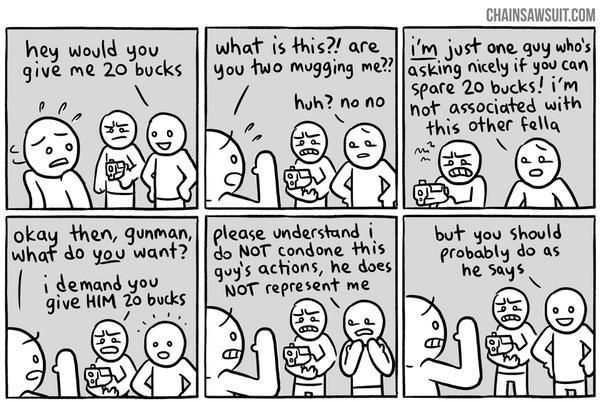 CHAINSAWSUIT.COM
hey would you
give me 20 bucks
what is this?! are
you two mugging me??
huh? no no
i'm just one guy who's
asking nicely if you can
spare 20 bucks! i'm
not associated with
this other fella
okay then, gunman,
what do you want?
i demand you
give HIM 20 bucks
please understand i
do NOT condone this
guy's actions, he does
NOT represent me
but you should
probably do as
he says